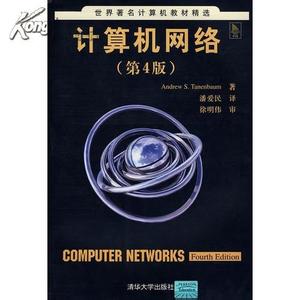 Kong
世界著名计算机教材精选
计算机网络
(第4版)
Andrew S. Tanenbaum 著
潘爱民 译
徐明伟 审
COMPUTER NETWORKS Fourth Edition
清华大学出版社